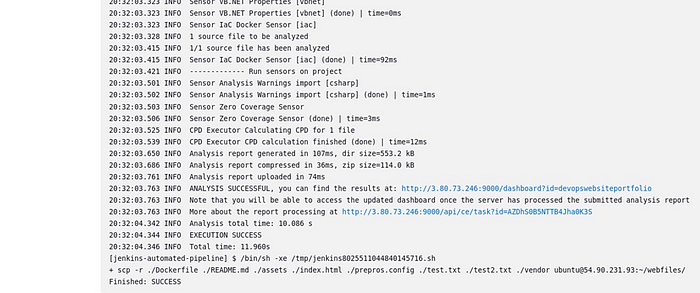 20:32:03.323 INFO Sensor VB.NET Properties [vbnet]
20:32:03.323 INFO Sensor VB.NET Properties [vbnet] (done) | time=0ms
20:32:03.323 INFO Sensor IaC Docker Sensor [iac]
20:32:03.328 INFO 1 source file to be analyzed
20:32:03.415 INFO 1/1 source file has been analyzed
20:32:03.415 INFO Sensor IaC Docker Sensor [iac] (done) | time=92ms
20:32:03.421 INFO ------------- Run sensors on project
20:32:03.501 INFO Sensor Analysis Warnings import [csharp]
20:32:03.502 INFO Sensor Analysis Warnings import [csharp] (done) | time=1ms
20:32:03.503 INFO Sensor Zero Coverage Sensor
20:32:03.506 INFO Sensor Zero Coverage Sensor (done) | time=3ms
20:32:03.525 INFO CPD Executor Calculating CPD for 1 file
20:32:03.539 INFO CPD Executor CPD calculation finished (done) | time=12ms
20:32:03.650 INFO Analysis report generated in 107ms, dir size=553.2 kB
20:32:03.686 INFO Analysis report compressed in 36ms, zip size=114.0 kB
20:32:03.761 INFO Analysis report uploaded in 74ms
20:32:03.763 INFO ANALYSIS SUCCESSFUL, you can find the results at: http://3.80.73.246:9000/dashboard?id=devopswebsiteportfolio
20:32:03.763 INFO Note that you will be able to access the updated dashboard once the server has processed the submitted analysis report
20:32:03.763 INFO More about the report processing at http://3.80.73.246:9000/api/ce/task?id=AZDhS0B5NTTB4Jha0K3S
20:32:04.342 INFO Analysis total time: 10.086 s
20:32:04.344 INFO EXECUTION SUCCESS
20:32:04.346 INFO Total time: 11.960s
[jenkins-automated-pipeline] $ /bin/sh -xe /tmp/jenkins8025511044840145716.sh
+ scp -r ./Dockerfile ./README.md ./assets ./index.html ./prepros.config ./test.txt ./test2.txt ./vendor ubuntu@54.90.231.93:~/webfiles/
Finished: SUCCESS